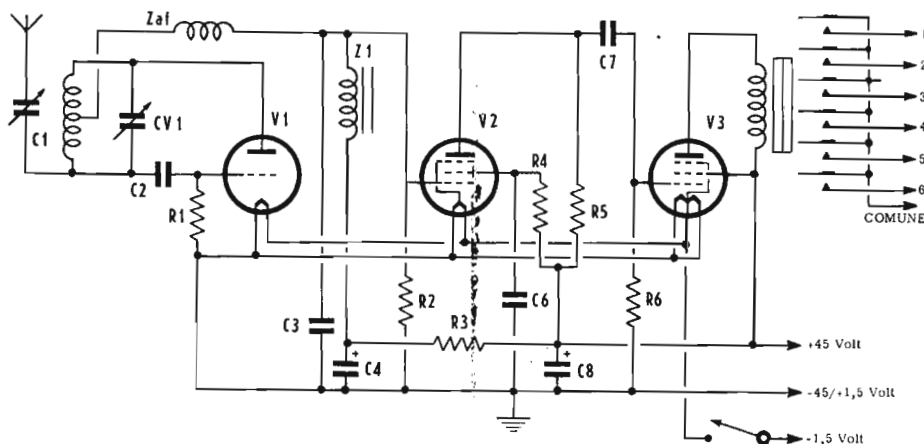 Zaf
Z1
1
2
3
4
5
6
COMUNE
C1
CV1
C2
V1
R1
V2
R4
C7
R5
V3
C3
R2
C4
+
R3
C6
C8
+
R6
+45 Volt
-45/+1,5 Volt
-1,5 Volt